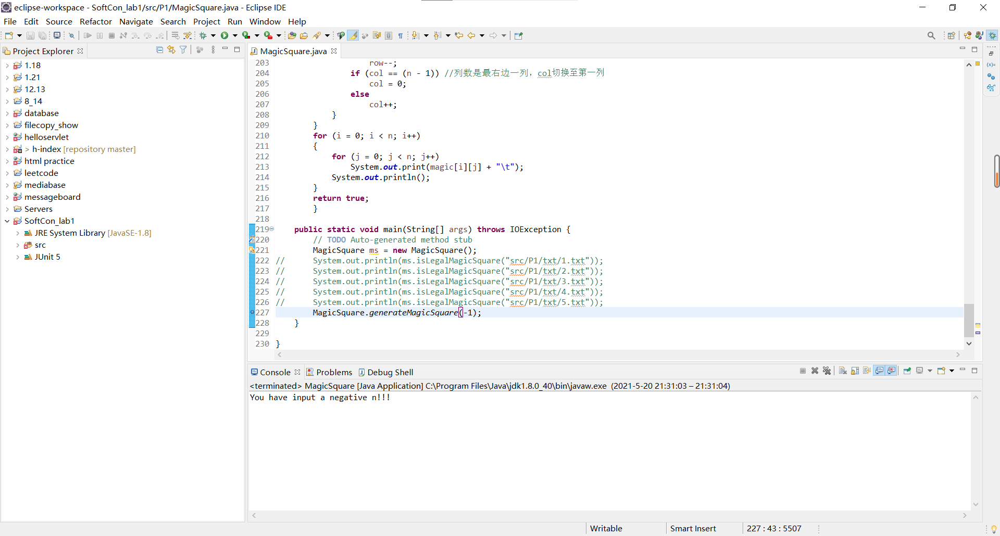 eclipse-workspace - SoftCon_lab1/src/P1/MagicSquare.java - Eclipse IDE
File Edit Source Refactor Navigate Search Project Run Window Help
Project Explorer
1.18
1.21
12.13
8_14
database
filecopy_show
helloservlet
> h-index [repository master]
html practice
leetcode
mediabase
messageboard
Servers
SoftCon_lab1
JRE System Library [JavaSE-1.8]
src
JUnit 5
MagicSquare.java
203 row--;
204 if (col == (n - 1)) //列数是最右边一列，col切换至第一列
205 col = 0;
206 else
207 col++;
208 }
209 }
210 for (i = 0; i < n; i++)
211 {
212 for (j = 0; j < n; j++)
213 System.out.print(magic[i][j] + "\t");
214 System.out.println();
215 }
216 return true;
217 }
218
219 public static void main(String[] args) throws IOException {
220 // TODO Auto-generated method stub
221 MagicSquare ms = new MagicSquare();
222 // System.out.println(ms.isLegalMagicSquare("src/P1/txt/1.txt"));
223 // System.out.println(ms.isLegalMagicSquare("src/P1/txt/2.txt"));
224 // System.out.println(ms.isLegalMagicSquare("src/P1/txt/3.txt"));
225 // System.out.println(ms.isLegalMagicSquare("src/P1/txt/4.txt"));
226 // System.out.println(ms.isLegalMagicSquare("src/P1/txt/5.txt"));
227 MagicSquare.generateMagicSquare(-1);
228 }
229
230 }
Console Problems Debug Shell
<terminated> MagicSquare [Java Application] C:\Program Files\Java\jdk1.8.0_40\bin\javaw.exe (2021-5-20 21:31:03 – 21:31:04)
You have input a negative n!!!
Writable Smart Insert 227 : 43 : 5507